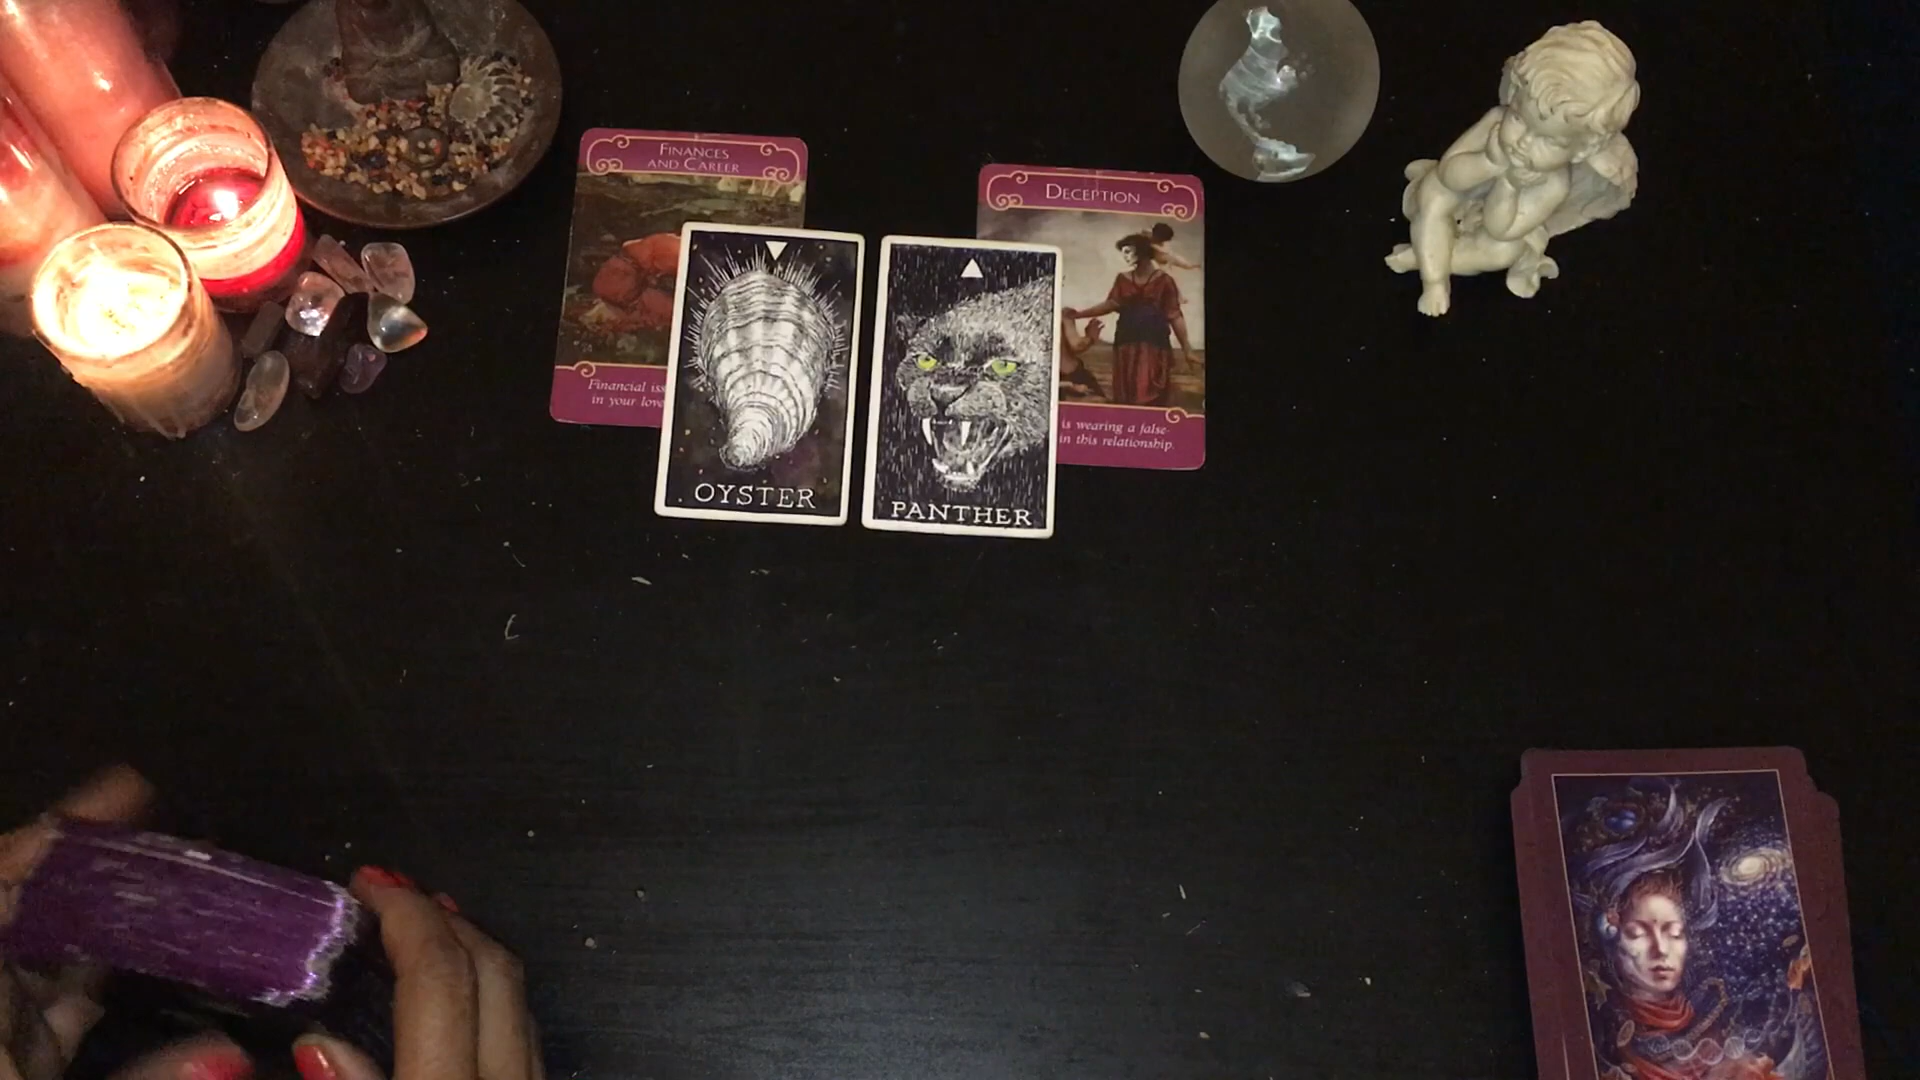 FINANCES
AND CAREER
Financial iss
in your love
OYSTER
PANTHER
DECEPTION
is wearing a false
in this relationship.